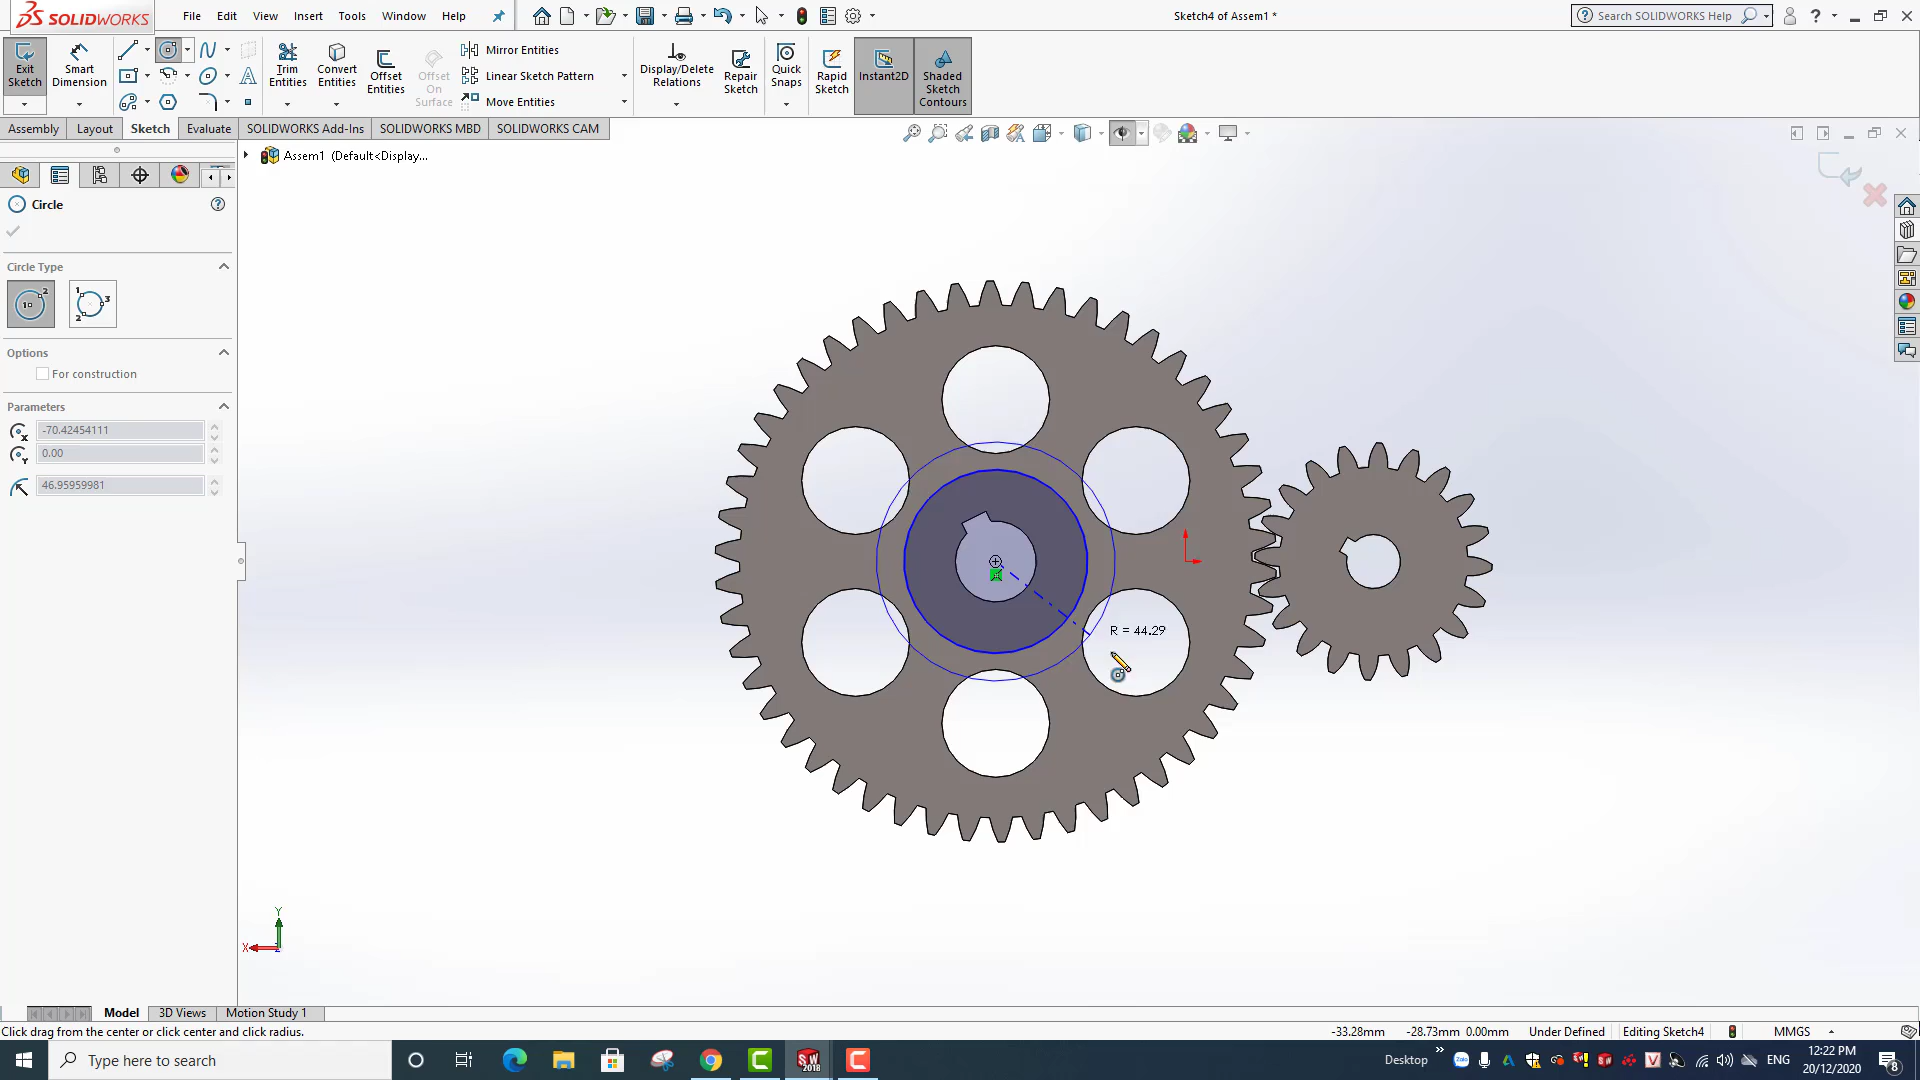 SOLIDWORKS
File Edit View Insert Tools Window Help
Sketch4 of Assem1 *
Search SOLIDWORKS Help
Exit Sketch
Smart Dimension
Trim Entities
Convert Entities
Offset Entities
Offset On Surface
Mirror Entities
Linear Sketch Pattern
Move Entities
Display/Delete Relations
Repair Sketch
Quick Snaps
Rapid Sketch
Instant2D
Shaded Sketch Contours
Assembly Layout Sketch Evaluate SOLIDWORKS Add-Ins SOLIDWORKS MBD SOLIDWORKS CAM
Assem1 (Default<Display...
Circle
Circle Type
Options
For construction
Parameters
-70.42454111
0.00
46.95959981
R = 44.29
Y
X
Model 3D Views Motion Study 1
Click drag from the center or click center and click radius.
-33.28mm -28.73mm 0.00mm Under Defined Editing Sketch4 MMGS
Type here to search
SW 2018
Desktop
ENG
12:22 PM
20/12/2020
8